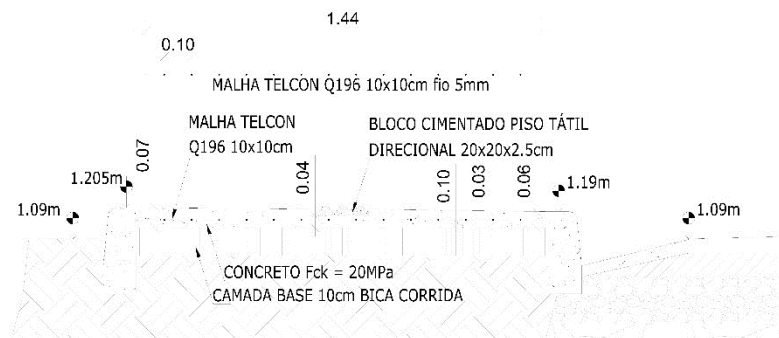 1.44
0.10
MALHA TELCON Q196 10x10cm fio 5mm
MALHA TELCON
Q196 10x10cm
BLOCO CIMENTADO PISO TÁTIL
DIRECIONAL 20x20x2.5cm
0.07
0.04
0.10
0.03
0.06
1.205m
1.19m
1.09m
1.09m
CONCRETO Fck = 20MPa
CAMADA BASE 10cm BICA CORRIDA